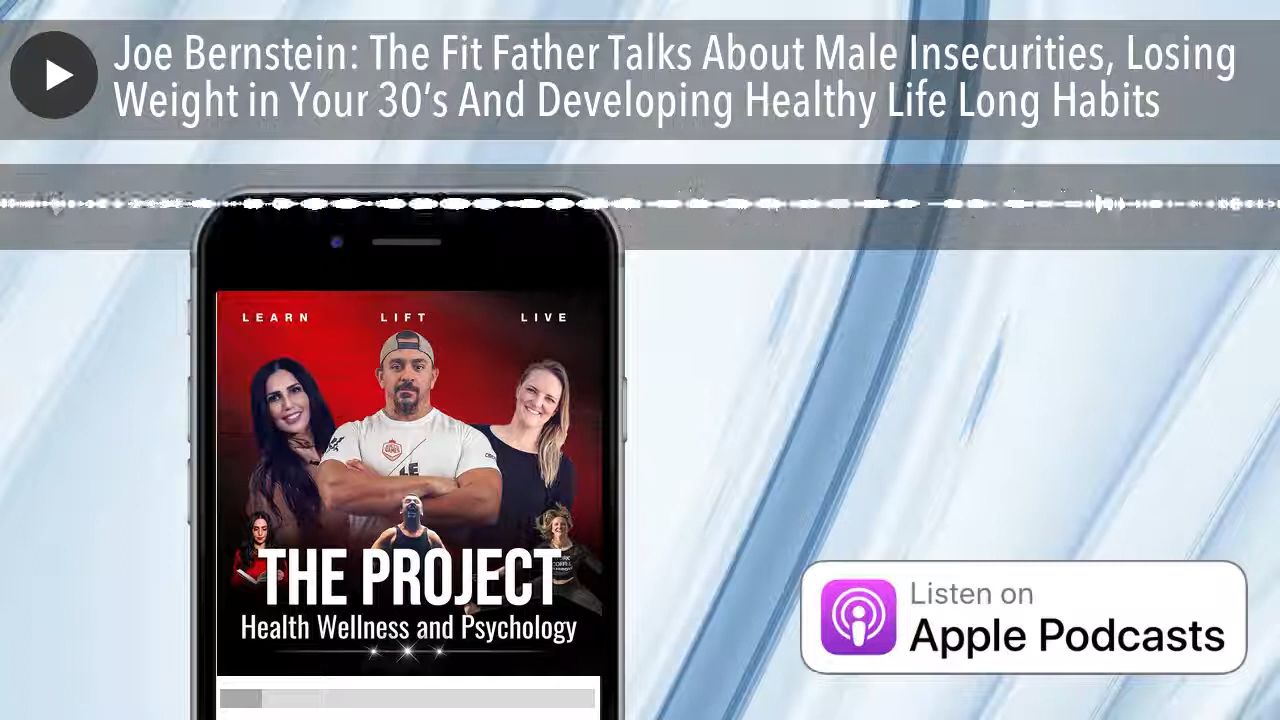 Joe Bernstein: The Fit Father Talks About Male Insecurities, Losing
Weight in Your 30’s And Developing Healthy Life Long Habits
LEARN LIFT LIVE
THE PROJECT
Health Wellness and Psychology
Listen on
Apple Podcasts